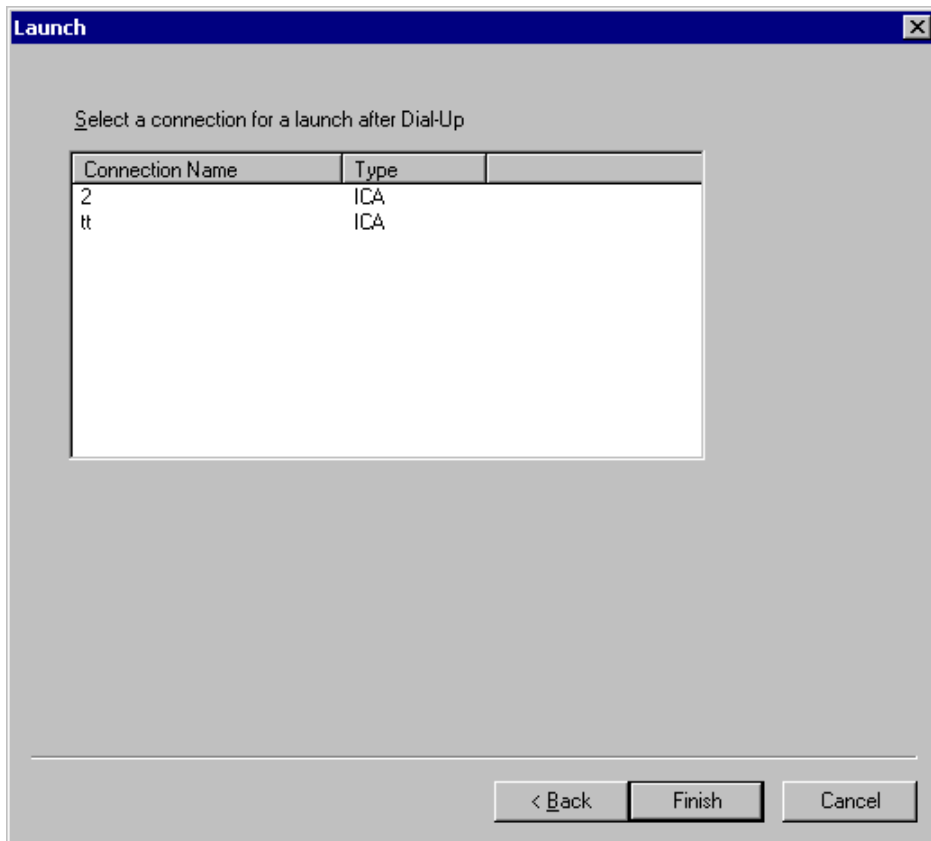 Launch
Select a connection for a launch after Dial-Up
Connection Name Type
2 ICA
tt ICA
< Back Finish Cancel